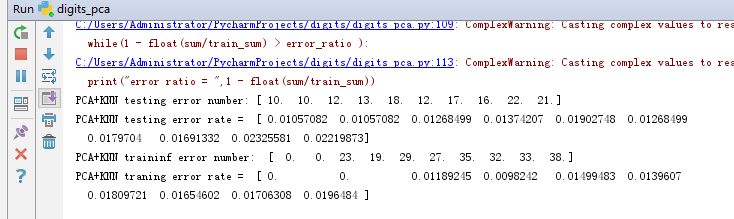 Run digits_pca
C:/Users/Administrator/PycharmProjects/digits/digits_pca.py:109: ComplexWarning: Casting complex values to rea
while(1 - float(sum/train_sum) > error_ratio ):
C:/Users/Administrator/PycharmProjects/digits/digits_pca.py:113: ComplexWarning: Casting complex values to rea
print("error ratio = ",1 - float(sum/train_sum))
PCA+KNN testing error number: [ 10. 10. 12. 13. 18. 12. 17. 16. 22. 21.]
PCA+KNN testing error rate = [ 0.01057082 0.01057082 0.01268499 0.01374207 0.01902748 0.01268499
0.0179704 0.01691332 0.02325581 0.02219873]
PCA+KNN traininf error number: [ 0. 0. 23. 19. 29. 27. 35. 32. 33. 38.]
PCA+KNN traning error rate = [ 0. 0. 0.01189245 0.0098242 0.01499483 0.0139607
0.01809721 0.01654602 0.01706308 0.0196484 ]